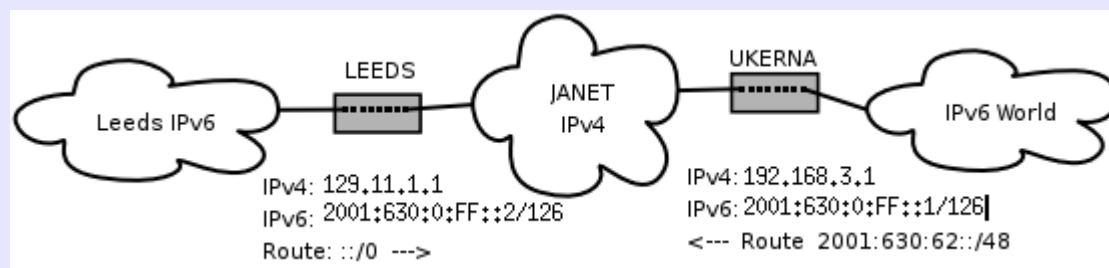 LEEDS
UKERNA
Leeds IPv6
JANET
IPv4
IPv6 World
IPv4: 129.11.1.1
IPv6: 2001:630:0:FF::2/126
Route: ::/0 --->
IPv4: 192.168.3.1
IPv6: 2001:630:0:FF::1/126
<--- Route 2001:630:62::/48